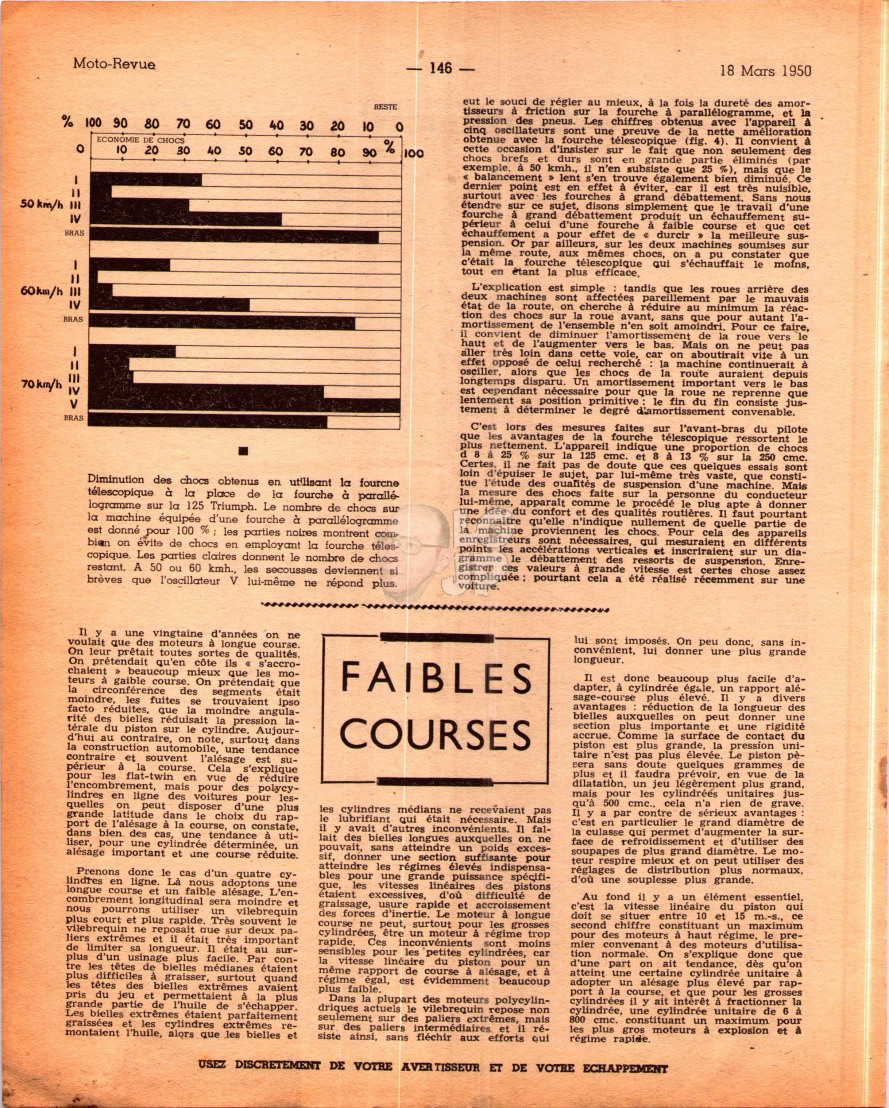 Moto-Revue
— 146 —
18 Mars 1950
RESTE
% 100 90 80 70 60 50 40 30 20 10 0
ECONOMIE DE CHOCS
0 10 20 30 40 50 60 70 80 90 % 100
I
II
50 km/h III
IV
BRAS
I
II
60 km/h III
IV
BRAS
I
II
70 km/h III
IV
V
BRAS
Diminution des chocs obtenus en utilisant la fourche
télescopique à la place de la fourche à parallé-
logramme sur la 125 Triumph. Le nombre de chocs
sur la machine équipée d'une fourche à parallélogramme
est donné pour 100 % ; les parties noires montrent com-
bien on évite de chocs en employant la fourche téles-
copique. Les parties claires donnent le nombre de chocs
restant. A 50 ou 60 kmh., les secousses deviennent si
brèves que l'oscillateur V lui-même ne répond plus.
eut le souci de régler au mieux, à la fois la dureté des amor-
tisseurs à friction sur la fourche à parallélogramme, et la
pression des pneus. Les chiffres obtenus avec l'appareil à
cinq oscillateurs sont une preuve de la nette amélioration
obtenue avec la fourche télescopique (fig. 4). Il convient à
cette occasion d'insister sur le fait que non seulement des
chocs brefs et durs sont en grande partie éliminés (par
exemple, à 50 kmh., il n'en subsiste que 25 %), mais que le
« balancement » lent s'en trouve également bien diminué. Ce
dernier point est en effet à éviter, car il est très nuisible,
surtout avec les fourches à grand débattement. Sans nous
étendre sur ce sujet, disons simplement que le travail d'une
fourche à grand débattement produit un échauffement su-
périeur à celui d'une fourche à faible course et que cet
échauffement a pour effet de « durcir » la meilleure sus-
pension. Or par ailleurs, sur les deux machines soumises sur
la même route, aux mêmes chocs, on a pu constater que
c'était la fourche télescopique qui s'échauffait le moins,
tout en étant la plus efficace.
L'explication est simple : tandis que les roues arrière des
deux machines sont affectées pareillement par le mauvais
état de la route, on cherche à réduire au minimum la réac-
tion des chocs sur la roue avant, sans que pour autant l'a-
mortissement de l'ensemble n'en soit amoindri. Pour ce faire,
il convient de diminuer l'amortissement de la roue vers le
haut et de l'augmenter vers le bas. Mais on ne peut pas
aller très loin dans cette voie, car on aboutirait vite à un
effet opposé de celui recherché : la machine continuerait à
osciller, alors que les chocs de la route auraient depuis
longtemps disparu. Un amortissement important vers le bas
est cependant nécessaire pour que la roue ne reprenne que
lentement sa position primitive ; le fin du fin consiste jus-
tement à déterminer le degré d'amortissement convenable.
C'est lors des mesures faites sur l'avant-bras du pilote
que les avantages de la fourche télescopique ressortent le
plus nettement. L'appareil indique une proportion de chocs
d 8 à 25 % sur la 125 cmc. et 8 à 13 % sur la 250 cmc.
Certes, il ne fait pas de doute que ces quelques essais sont
loin d'épuiser le sujet, par lui-même très vaste, que consti-
tue l'étude des qualités de suspension d'une machine. Mais
la mesure des chocs faite sur la personne du conducteur
lui-même, apparaît comme le procédé le plus apte à donner
une idée du confort et des qualités routières. Il faut pourtant
reconnaître qu'elle n'indique nullement de quelle partie de
la machine proviennent les chocs. Pour cela des appareils
enregistreurs sont nécessaires, qui mesuraient en différents
points les accélérations verticales et inscriraient sur un dia-
gramme le débattement des ressorts de suspension. Enre-
gistrer ces valeurs à grande vitesse est certes chose assez
compliquée ; pourtant cela a été réalisé récemment sur une
voiture.
Il y a une vingtaine d'années on ne
voulait que des moteurs à longue course.
On leur prêtait toutes sortes de qualités.
On prétendait qu'en côte ils « s'accro-
chaient » beaucoup mieux que les mo-
teurs à gaible course. On prétendait que
la circonférence des segments était
moindre, les fuites se trouvaient ipso
facto réduites, que la moindre angula-
rité des bielles réduisait la pression la-
térale du piston sur le cylindre. Aujour-
d'hui au contraire, on note, surtout dans
la construction automobile, une tendance
contraire et souvent l'alésage est su-
périeur à la course. Cela s'explique
pour les flat-twin en vue de réduire
l'encombrement, mais pour des polycy-
lindres en ligne des voitures pour les-
quelles on peut disposer d'une plus
grande latitude dans le choix du rap-
port de l'alésage à la course, on constate,
dans bien des cas, une tendance à uti-
liser, pour une cylindrée déterminée, un
alésage important et une course réduite.
Prenons donc le cas d'un quatre cy-
lindres en ligne. Là nous adoptons une
longue course et un faible alésage. L'en-
combrement longitudinal sera moindre et
nous pourrons utiliser un vilebrequin
plus court et plus rapide. Très souvent le
vilebrequin ne reposait que sur deux pa-
liers extrêmes et il était très important
de limiter sa longueur. Il était au sur-
plus d'un usinage plus facile. Par con-
tre les têtes de bielles médianes étaient
plus difficiles à graisser, surtout quand
les têtes des bielles extrêmes avaient
pris du jeu et permettaient à la plus
grande partie de l'huile de s'échapper.
Les bielles extrêmes étaient parfaitement
graissées et les cylindres extrêmes re-
montaient l'huile, alors que les bielles et
FAIBLES
COURSES
les cylindres médians ne recevaient pas
le lubrifiant qui était nécessaire. Mais
il y avait d'autres inconvénients. Il fal-
lait des bielles longues auxquelles on ne
pouvait, sans atteindre un poids exces-
sif, donner une section suffisante pour
atteindre les régimes élevés indispensa-
bles pour une grande puissance spécifi-
que, les vitesses linéaires des pistons
étaient excessives, d'où difficulté de
graissage, usure rapide et accroissement
des forces d'inertie. Le moteur à longue
course ne peut, surtout pour les grosses
cylindrées, être un moteur à régime trop
rapide. Ces inconvénients sont moins
sensibles pour les petites cylindrées, car
la vitesse linéaire du piston pour un
même rapport de course à alésage, et à
régime égal, est évidemment beaucoup
plus faible.
Dans la plupart des moteurs polycylin-
driques actuels le vilebrequin repose non
seulement sur des paliers extrêmes, mais
sur des paliers intermédiaires et il ré-
siste ainsi, sans fléchir aux efforts qui
lui sont imposés. On peu donc, sans in-
convénient, lui donner une plus grande
longueur.
Il est donc beaucoup plus facile d'a-
dapter, à cylindrée égale, un rapport alé-
sage-course plus élevé. Il y a divers
avantages : réduction de la longueur des
bielles auxquelles on peut donner une
section plus importante et une rigidité
accrue. Comme la surface de contact du
piston est plus grande, la pression uni-
taire n'est pas plus élevée. Le piston pè-
sera sans doute quelques grammes de
plus et il faudra prévoir, en vue de la
dilatation, un jeu légèrement plus grand,
mais pour les cylindrées unitaires jus-
qu'à 500 cmc., cela n'a rien de grave.
Il y a par contre de sérieux avantages :
c'est en particulier le grand diamètre de
la culasse qui permet d'augmenter la sur-
face de refroidissement et d'utiliser des
soupapes de plus grand diamètre. Le mo-
teur respire mieux et on peut utiliser des
réglages de distribution plus normaux,
d'où une souplesse plus grande.
Au fond il y a un élément essentiel,
c'est la vitesse linéaire du piston qui
doit se situer entre 10 et 15 m.-s., ce
second chiffre constituant un maximum
pour des moteurs à haut régime, le pre-
mier convenant à des moteurs d'utilisa-
tion normale. On s'explique donc que
d'une part on ait tendance, dès qu'on
atteint une certaine cylindrée unitaire à
adopter un alésage plus élevé par rap-
port à la course, et que pour les grosses
cylindrées il y ait intérêt à fractionner la
cylindrée, une cylindrée unitaire de 6 à
800 cmc. constituant un maximum pour
les plus gros moteurs à explosion et à
régime rapide.
USEZ DISCRETEMENT DE VOTRE AVERTISSEUR ET DE VOTRE ECHAPPEMENT